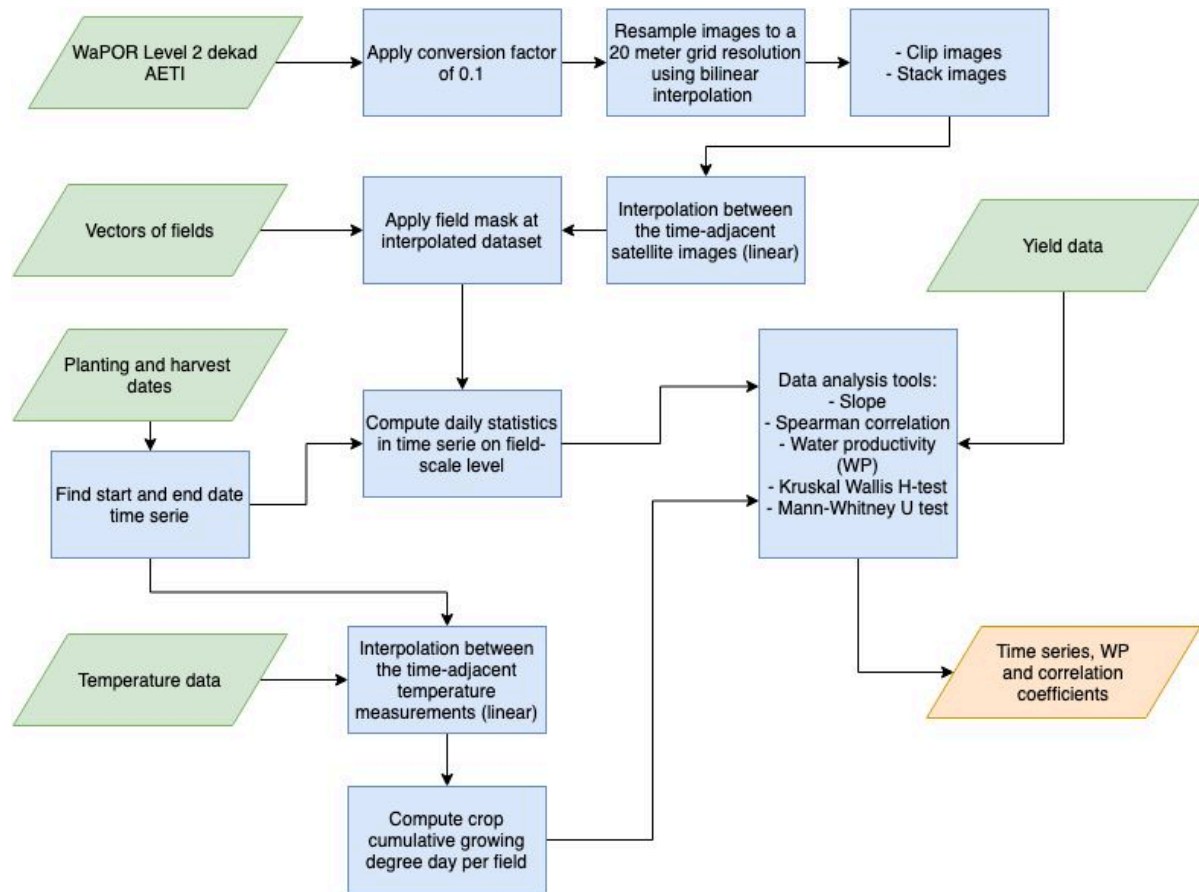 WaPOR Level 2 dekad
AETI
Apply conversion factor
of 0.1
Resample images to a
20 meter grid resolution
using bilinear
interpolation
- Clip images
- Stack images
Vectors of fields
Apply field mask at
interpolated dataset
Interpolation between
the time-adjacent
satellite images (linear)
Yield data
Planting and harvest
dates
Find start and end date
time serie
Compute daily statistics
in time serie on field-
scale level
Data analysis tools:
- Slope
- Spearman correlation
- Water productivity
(WP)
- Kruskal Wallis H-test
- Mann-Whitney U test
Temperature data
Interpolation between
the time-adjacent
temperature
measurements (linear)
Time series, WP
and correlation
coefficients
Compute crop
cumulative growing
degree day per field